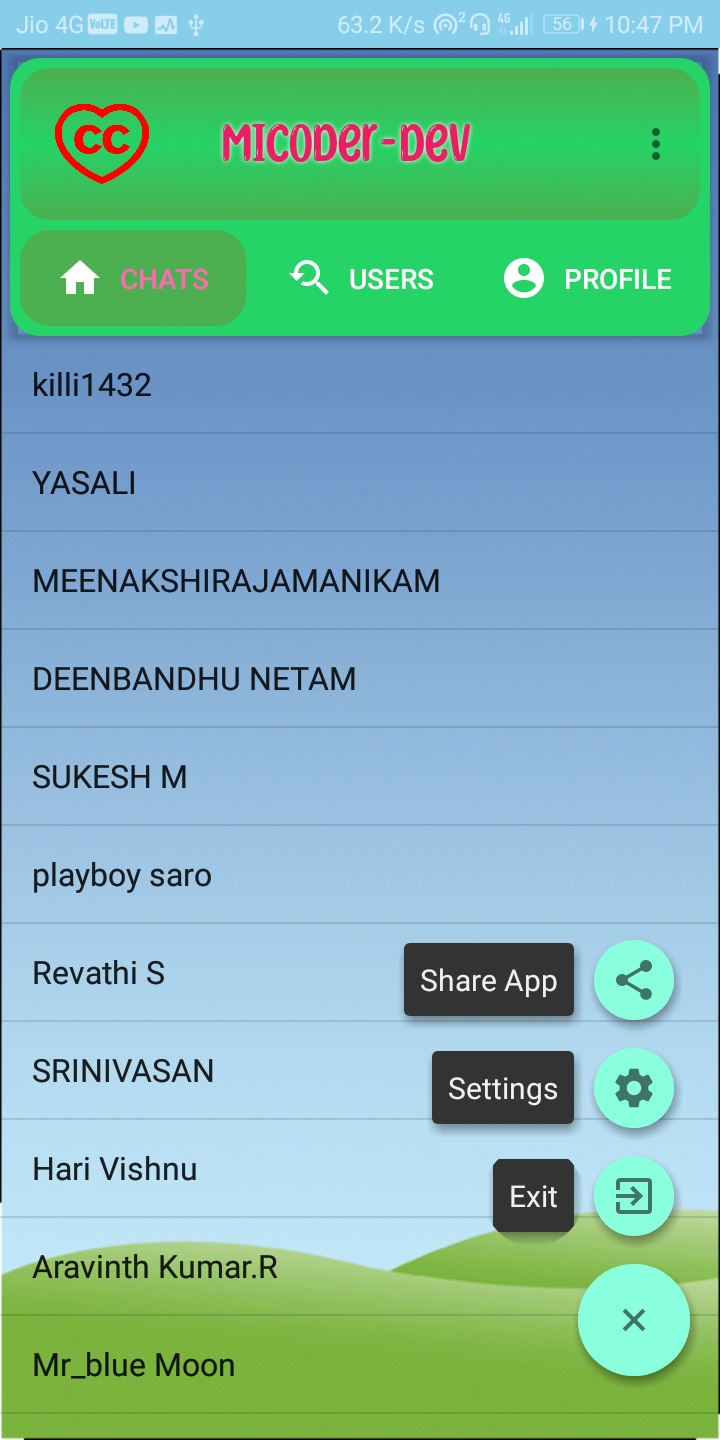 Jio 4G VoLTE 63.2 K/s 2 4G 56 10:47 PM
CC MICODER-DEV
CHATS USERS PROFILE
killi1432
YASALI
MEENAKSHIRAJAMANIKAM
DEENBANDHU NETAM
SUKESH M
playboy saro
Revathi S
Share App
SRINIVASAN
Settings
Hari Vishnu
Exit
Aravinth Kumar.R
Mr_blue Moon